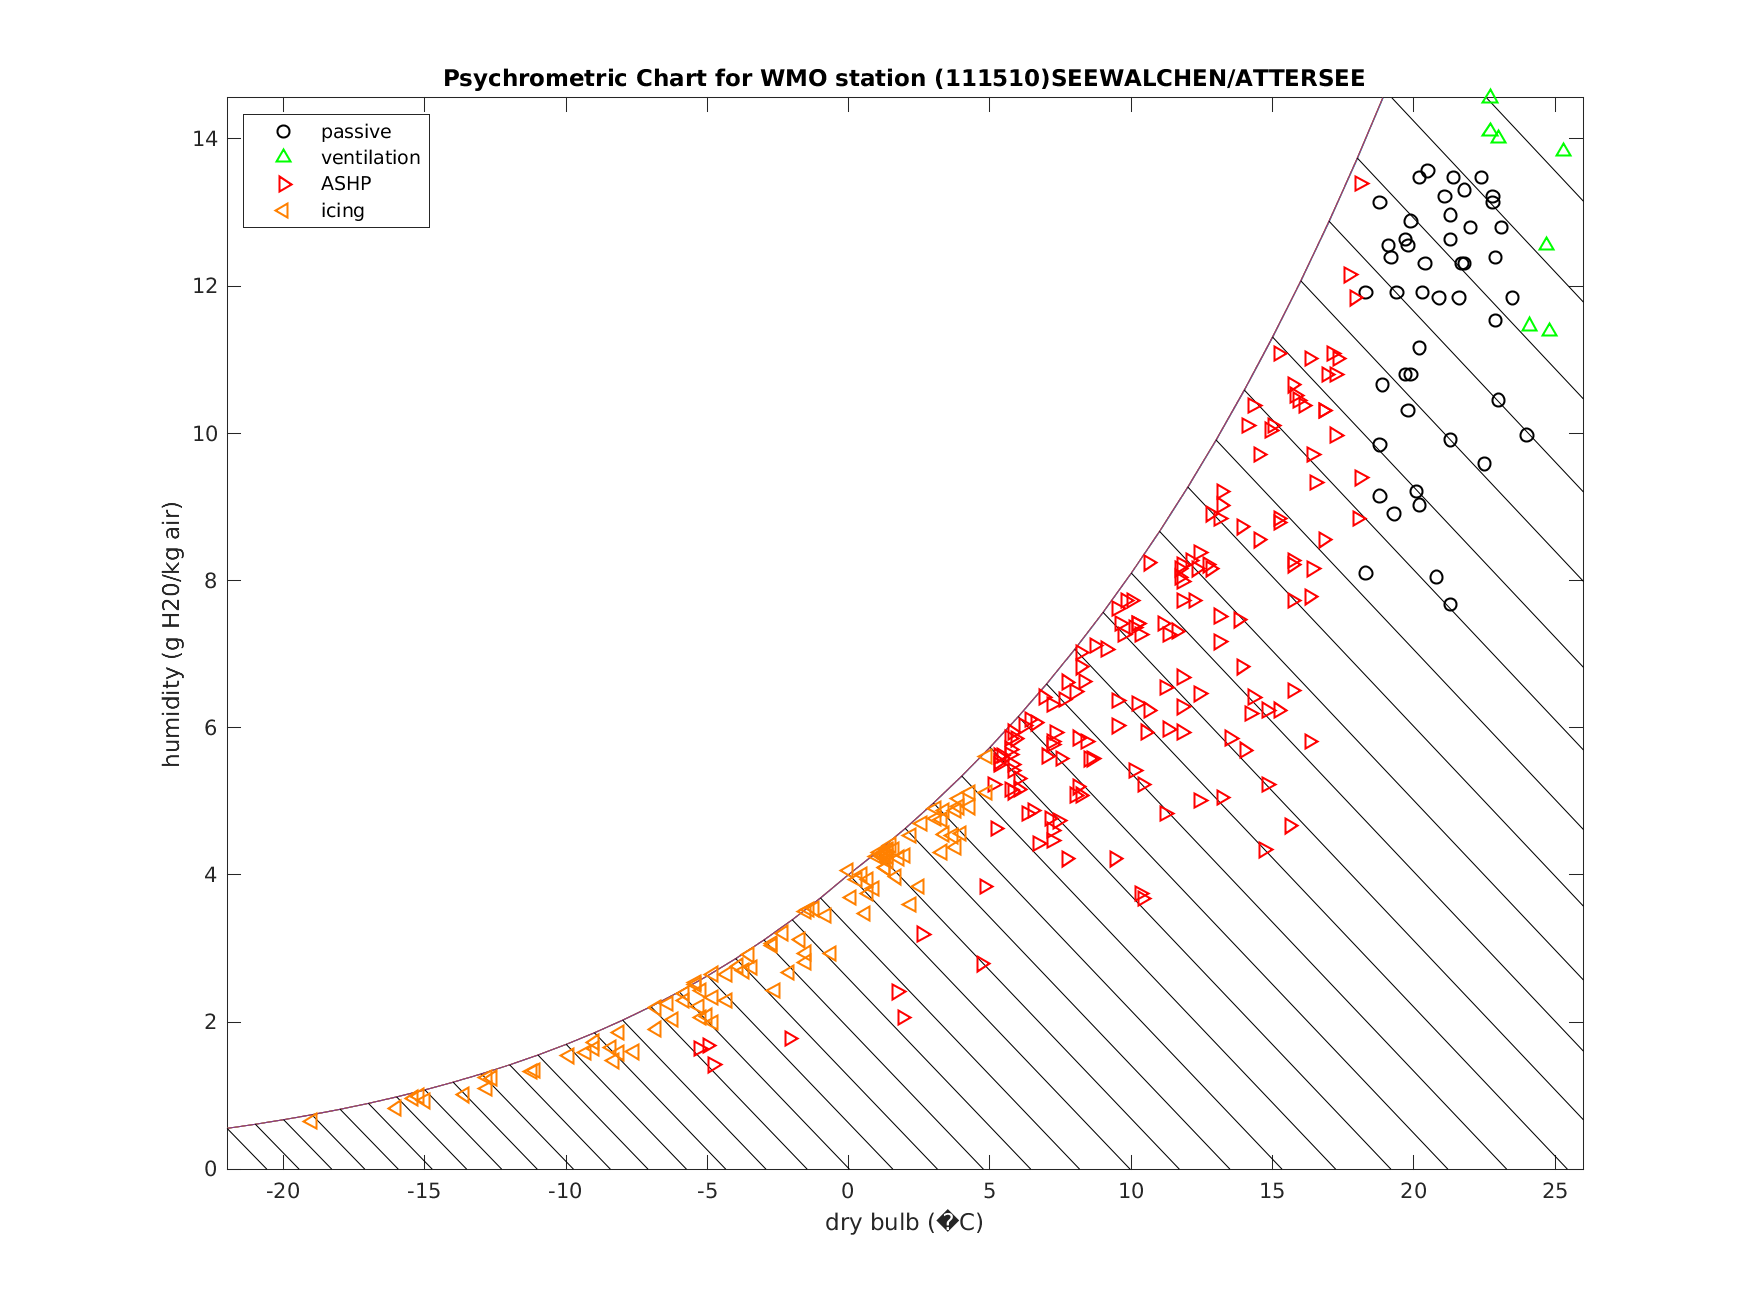 Psychrometric Chart for WMO station (111510)SEEWALCHEN/ATTERSEE
passive
ventilation
ASHP
icing
14
12
10
8
6
4
2
0
humidity (g H20/kg air)
-20 -15 -10 -5 0 5 10 15 20 25
dry bulb (�C)